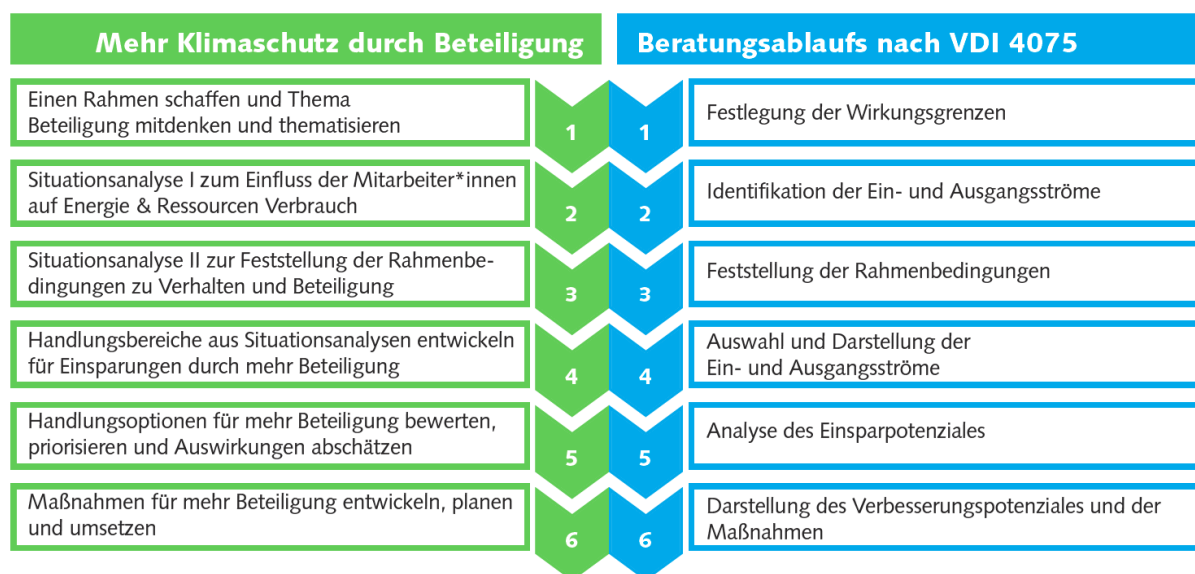 Mehr Klimaschutz durch Beteiligung
Beratungsablaufs nach VDI 4075
Einen Rahmen schaffen und Thema
Beteiligung mitdenken und thematisieren
1
1
Festlegung der Wirkungsgrenzen
Situationsanalyse I zum Einfluss der Mitarbeiter*innen
auf Energie & Ressourcen Verbrauch
2
2
Identifikation der Ein- und Ausgangsströme
Situationsanalyse II zur Feststellung der Rahmenbe-
dingungen zu Verhalten und Beteiligung
3
3
Feststellung der Rahmenbedingungen
Handlungsbereiche aus Situationsanalysen entwickeln
für Einsparungen durch mehr Beteiligung
4
4
Auswahl und Darstellung der
Ein- und Ausgangsströme
Handlungsoptionen für mehr Beteiligung bewerten,
priorisieren und Auswirkungen abschätzen
5
5
Analyse des Einsparpotenziales
Maßnahmen für mehr Beteiligung entwickeln, planen
und umsetzen
6
6
Darstellung des Verbesserungspotenziales und der
Maßnahmen